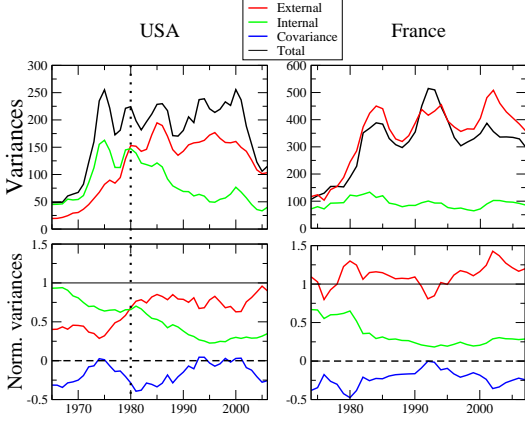 USA
External
Internal
Covariance
Total
France
Variances
300
250
200
150
100
50
0
600
500
400
300
200
100
0
Norm. variances
1.5
1
0.5
0
-0.5
1.5
1
0.5
0
-0.5
1970 1980 1990 2000
1980 1990 2000